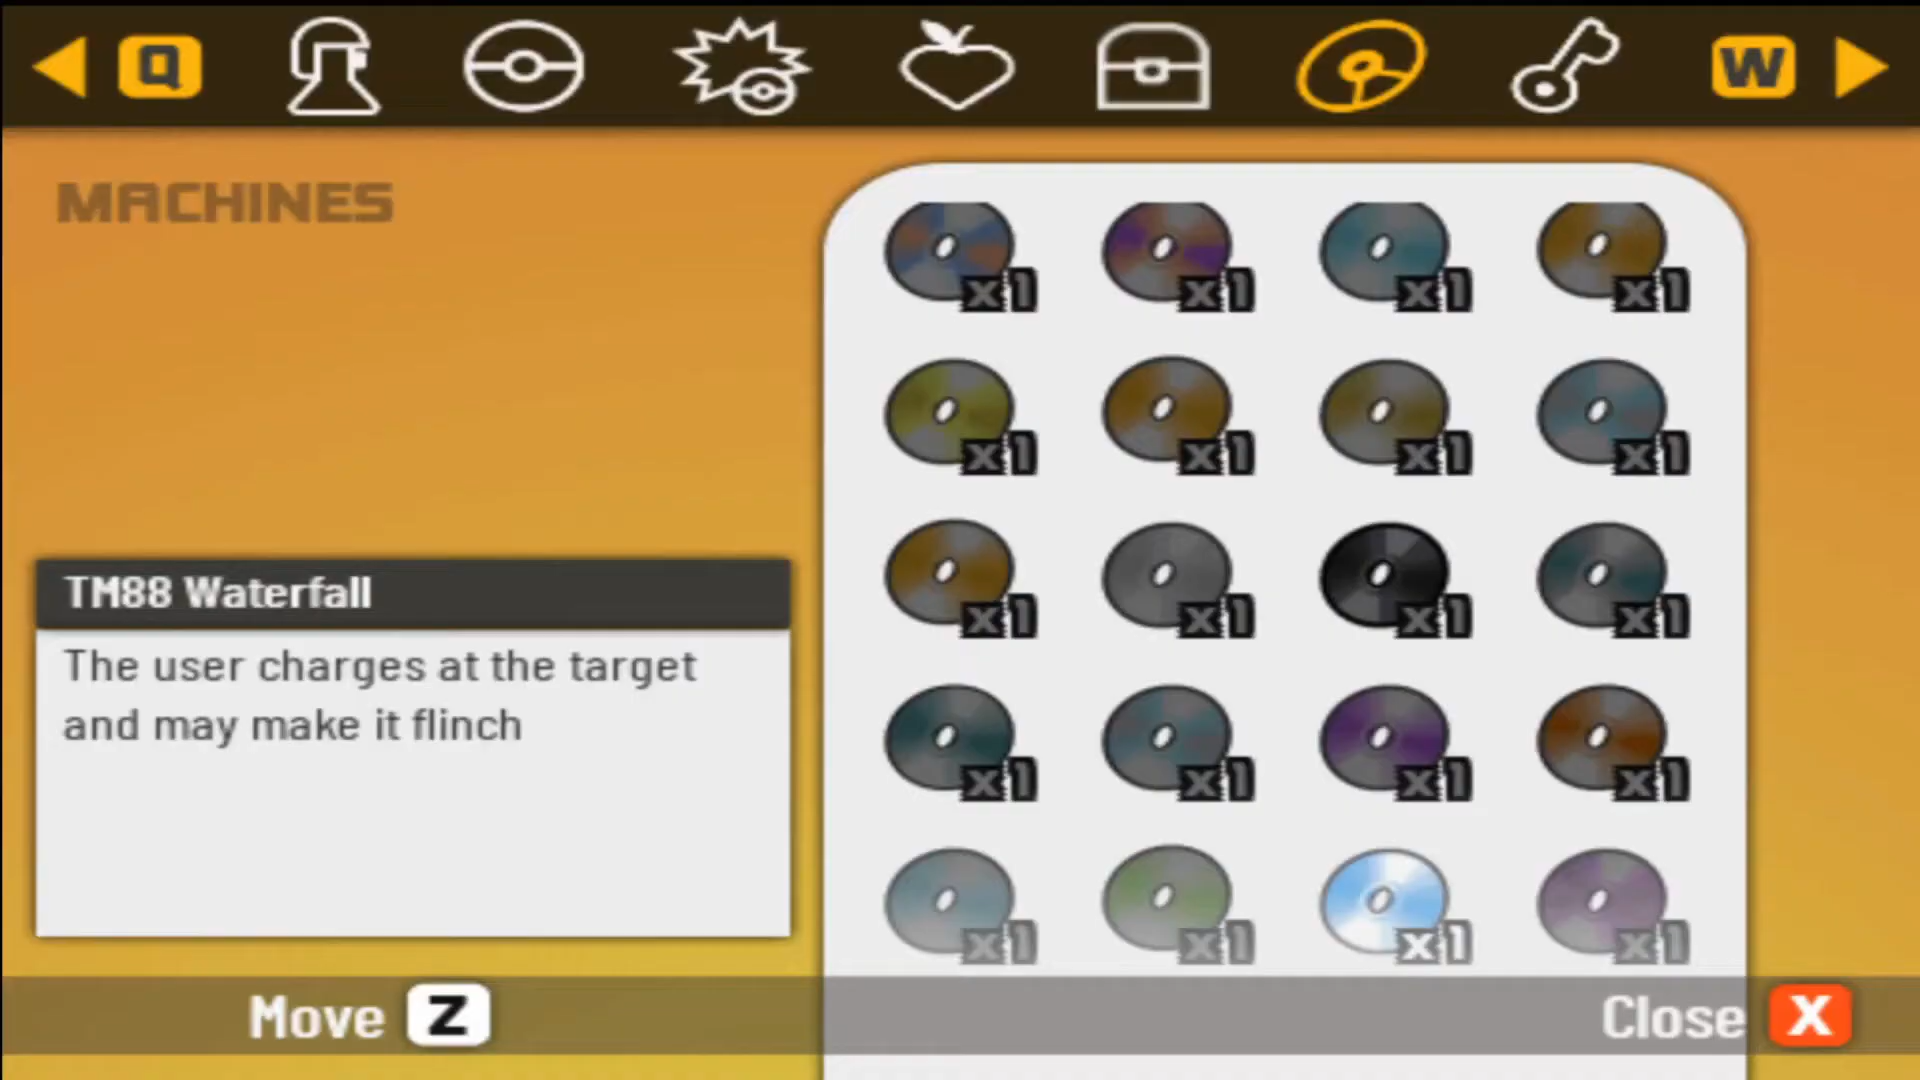 Q
W
MACHINES
x1 x1 x1 x1
x1 x1 x1 x1
TM88 Waterfall
The user charges at the target
and may make it flinch
x1 x1 x1 x1
x1 x1 x1 x1
x1 x1 x1 x1
Move Z
Close X